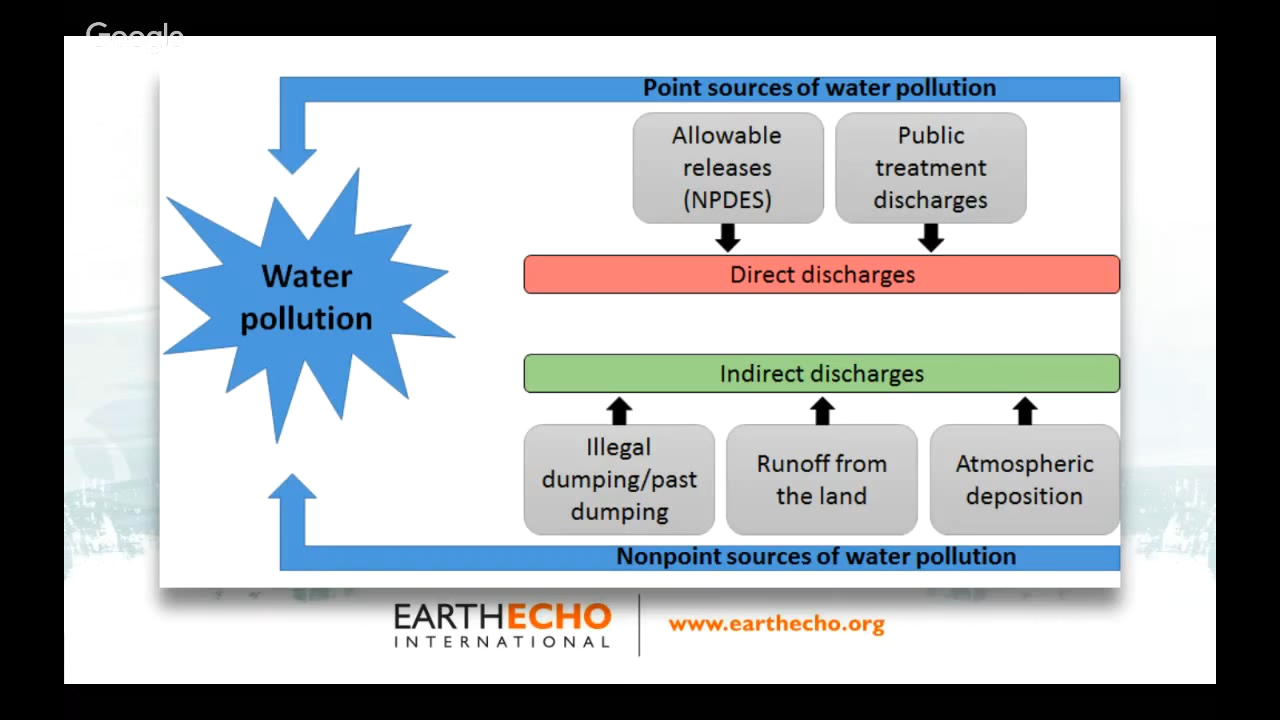 Google
Point sources of water pollution
Allowable
releases
(NPDES)
Public
treatment
discharges
Direct discharges
Water
pollution
Indirect discharges
Illegal
dumping/past
dumping
Runoff from
the land
Atmospheric
deposition
Nonpoint sources of water pollution
EARTHECHO
INTERNATIONAL
www.earthecho.org